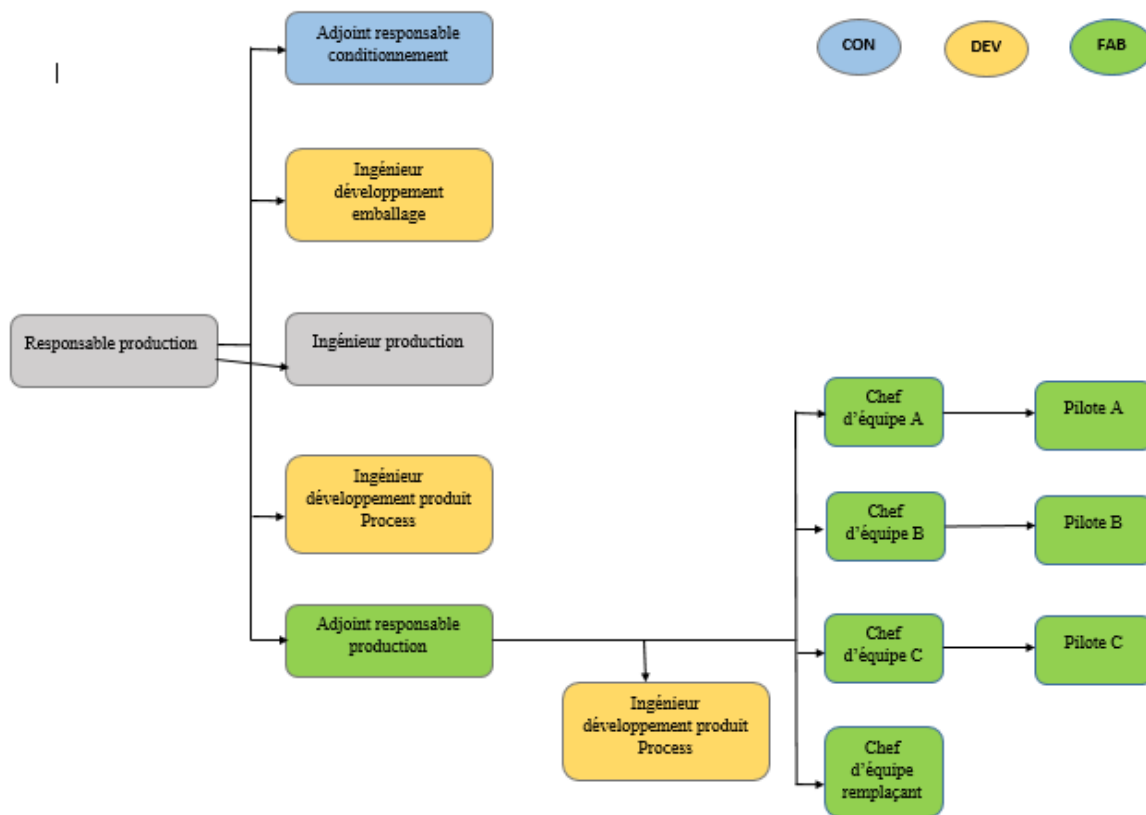 Adjoint responsable
conditionnement
CON
DEV
FAB
Ingénieur
développement
emballage
Responsable production
Ingénieur production
Chef
d'équipe A
Pilote A
Ingénieur
développement produit
Process
Chef
d'équipe B
Pilote B
Adjoint responsable
production
Chef
d'équipe C
Pilote C
Ingénieur
développement produit
Process
Chef
d'équipe
remplaçant